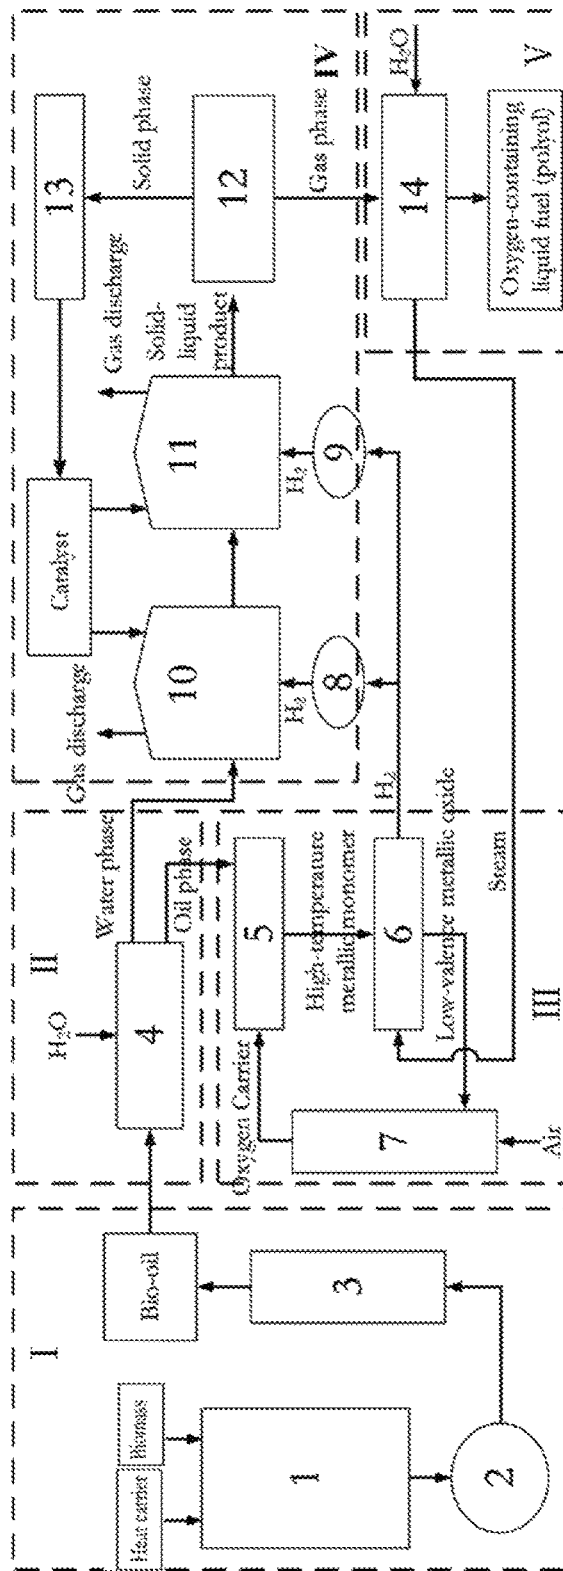 I
Heat carrier
Biomass
1
2
3
Bio-oil
II
H₂O
4
Water phase
Oil phase
Oxygen Carrier
5
High-temperature
metallic monomer
6
Low-valence metallic oxide
7
Air
III
H₂
Steam
IV
Gas discharge
Catalyst
10
H₂
8
Gas discharge
11
H₂
9
Solid-
liquid
product
13
Solid phase
12
Gas phase
V
H₂O
14
Oxygen-containing
liquid fuel (polyol)